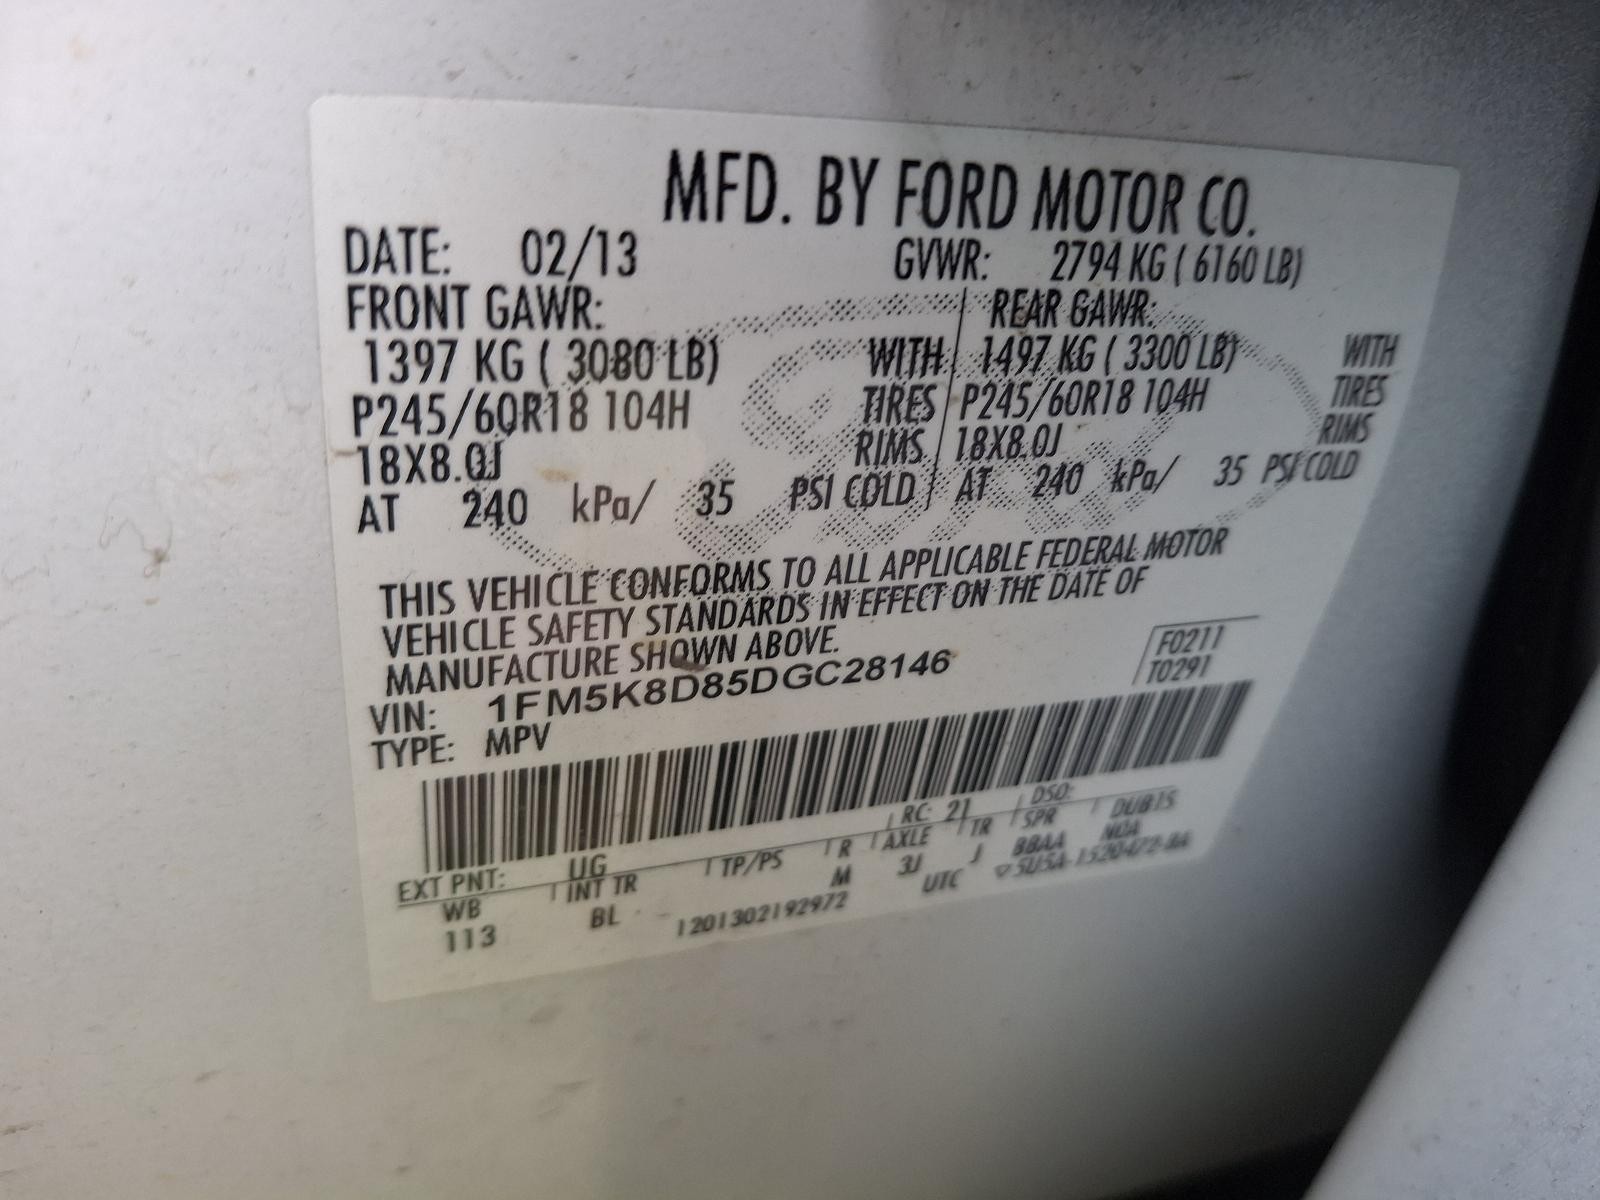 MFD. BY FORD MOTOR CO.
DATE: 02/13 GVWR: 2794 KG ( 6160 LB)
FRONT GAWR: REAR GAWR:
1397 KG ( 3080 LB) WITH 1497 KG ( 3300 LB) WITH
P245/60R18 104H TIRES P245/60R18 104H TIRES
18X8.0J RIMS 18X8.0J RIMS
AT 240 kPa/ 35 PSI COLD AT 240 kPa/ 35 PSI COLD
THIS VEHICLE CONFORMS TO ALL APPLICABLE FEDERAL MOTOR
VEHICLE SAFETY STANDARDS IN EFFECT ON THE DATE OF
MANUFACTURE SHOWN ABOVE.
F0211
T0291
VIN: 1FM5K8D85DGC28146
TYPE: MPV
EXT PNT: UG RC: 21 DSO:
WB INT TR TP/PS R AXLE TR SPR DUB15
113 BL M 3J J BBAA NOA
1201302192972 UTC ▽5U5A-1520472-BA